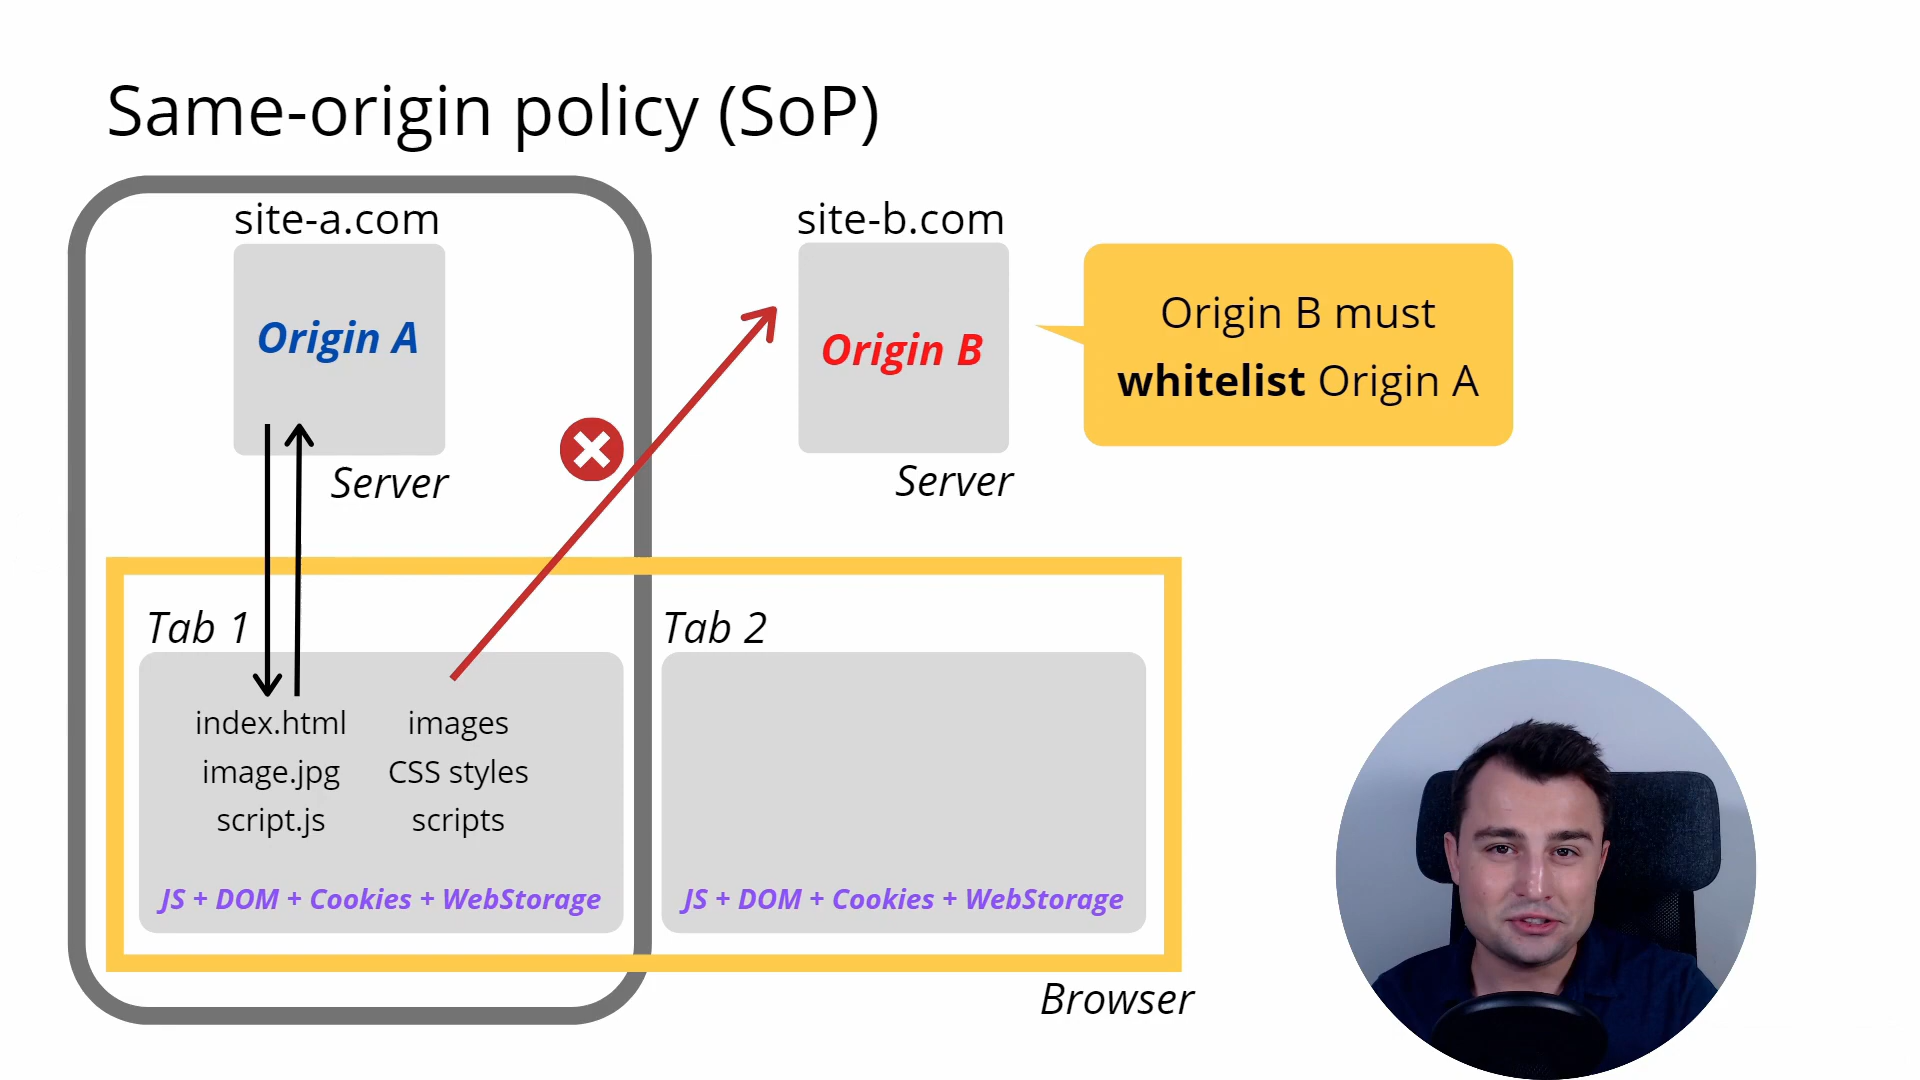 Same-origin policy (SoP)
site-a.com
Origin A
Server
site-b.com
Origin B
Server
Origin B must
whitelist Origin A
Tab 1
index.html
image.jpg
script.js
images
CSS styles
scripts
JS + DOM + Cookies + WebStorage
Tab 2
JS + DOM + Cookies + WebStorage
Browser